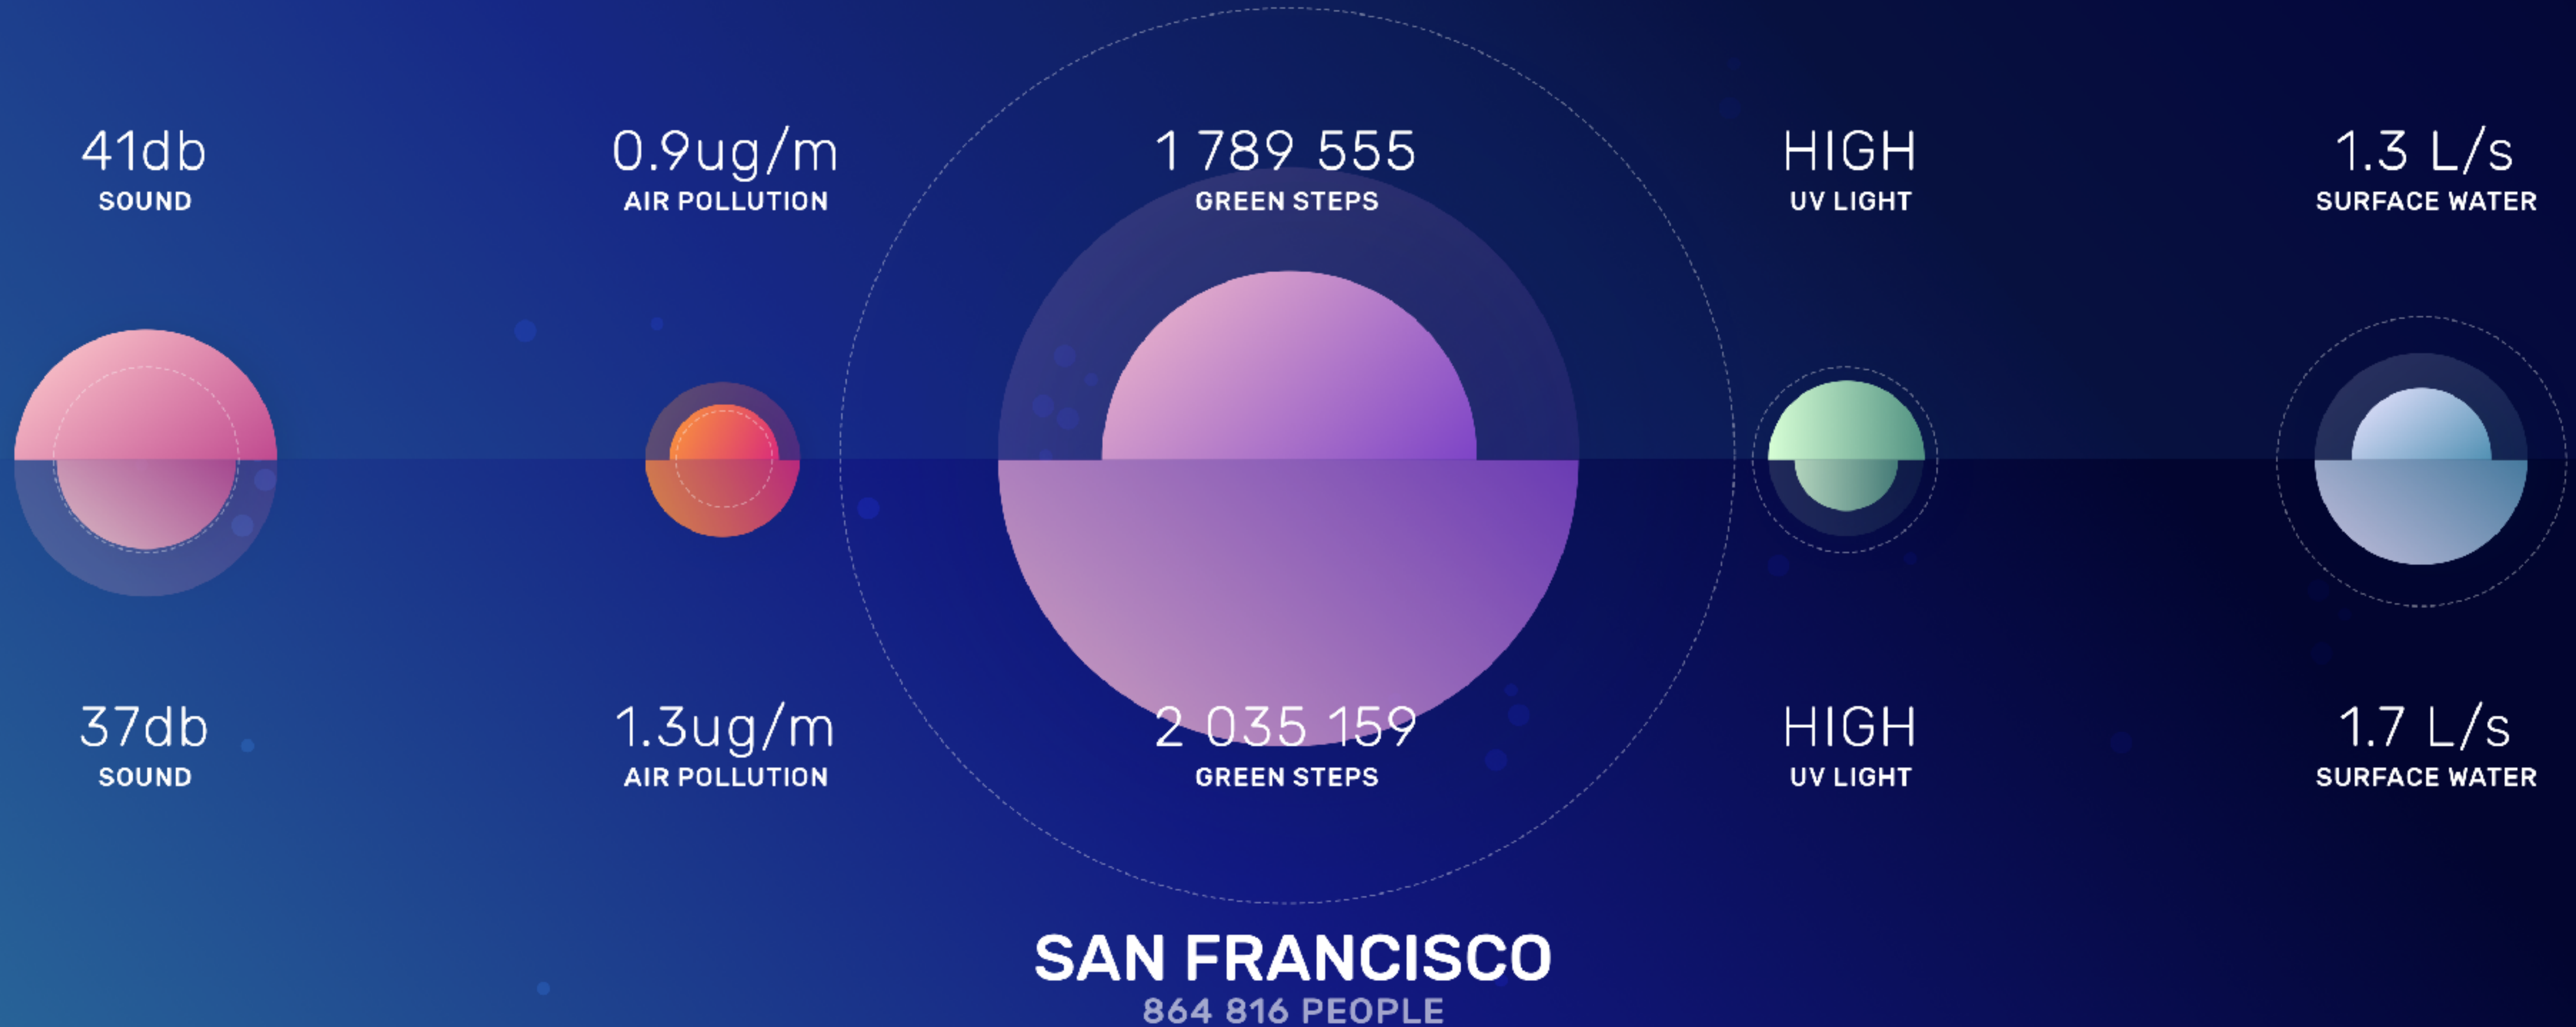 41db
SOUND
0.9ug/m
AIR POLLUTION
1 789 555
GREEN STEPS
HIGH
UV LIGHT
1.3 L/s
SURFACE WATER
37db
SOUND
1.3ug/m
AIR POLLUTION
2 035 159
GREEN STEPS
HIGH
UV LIGHT
1.7 L/s
SURFACE WATER
SAN FRANCISCO
864 816 PEOPLE